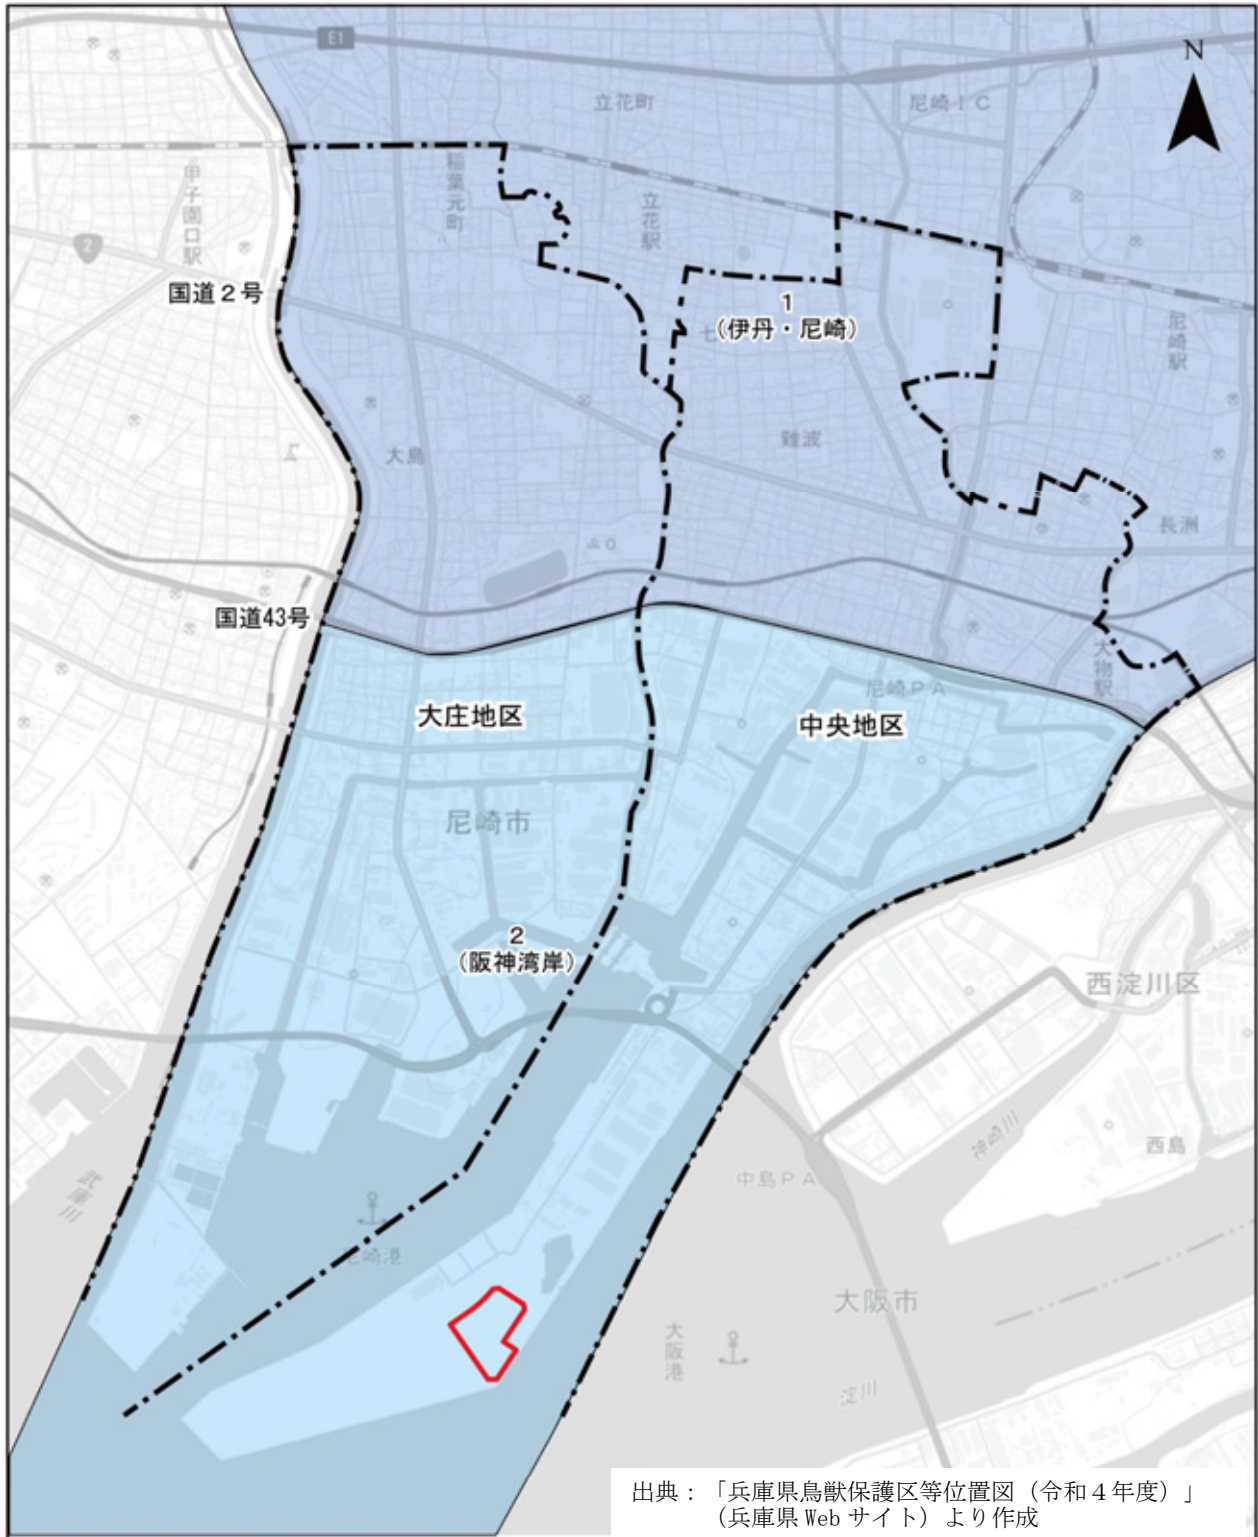 E1
N
立花町
尼崎ＩＣ
稲葉元町
甲子園口駅
立花駅
2
国道２号
1
（伊丹・尼崎）
七
尼崎駅
難波
大島
長洲
国道43号
大物駅
尼崎ＰＡ
大庄地区
中央地区
尼崎市
2
（阪神湾岸）
西淀川区
神崎川
西島
中島ＰＡ
武庫川
尼崎港
大阪市
大阪港
淀川
出典：「兵庫県鳥獣保護区等位置図（令和４年度）」
（兵庫県 Web サイト）より作成